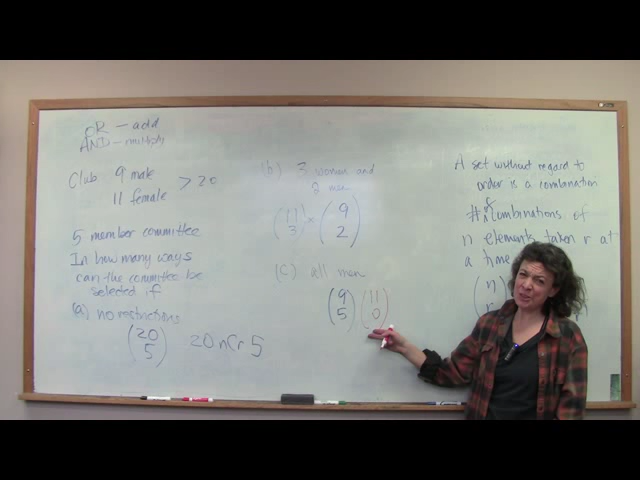 OR - add
AND - multiply
Club 9 male
11 female
> 20
5 member committee
In how many ways
can the committee be
selected if
(a) no restrictions
(20
5) 20 nCr 5
(b) 3 women and
2 men
(11
3) × (9
2)
(c) all men
(9
5) (11
0)
A set without regard to
order is a combination
# of combinations of
n elements taken r at
a time
(n
r